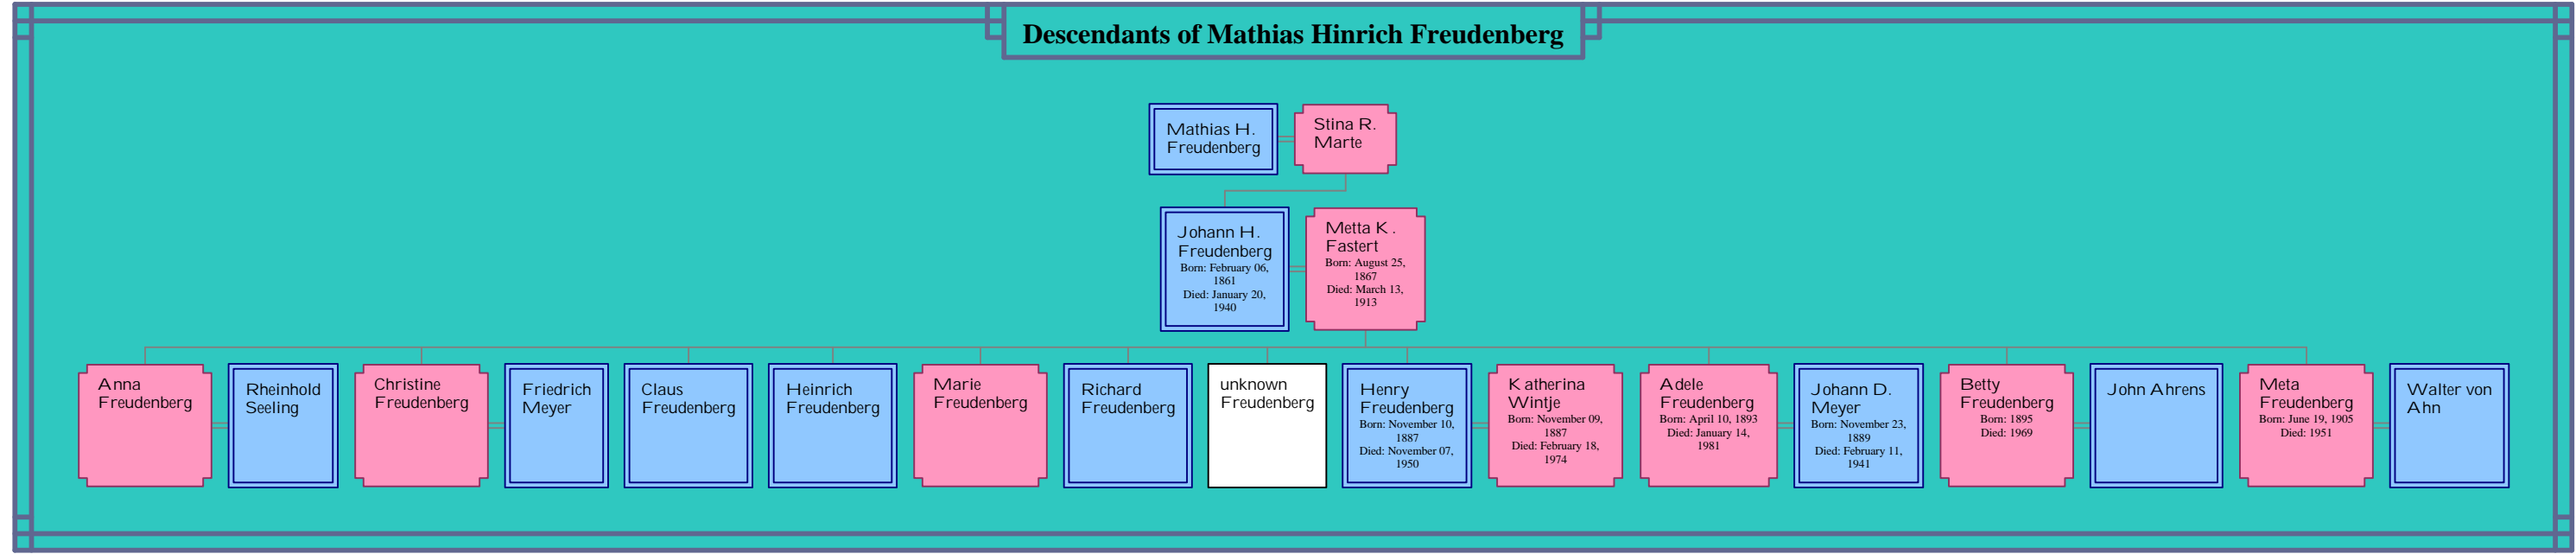 Descendants of Mathias Hinrich Freudenberg
Mathias H.
Freudenberg
Stina R.
Marte
Johann H.
Freudenberg
Born: February 06,
1861
Died: January 20,
1940
Metta K.
Fastert
Born: August 25,
1867
Died: March 13,
1913
Anna
Freudenberg
Rheinhold
Seeling
Christine
Freudenberg
Friedrich
Meyer
Claus
Freudenberg
Heinrich
Freudenberg
Marie
Freudenberg
Richard
Freudenberg
unknown
Freudenberg
Henry
Freudenberg
Born: November 10,
1887
Died: November 07,
1950
Katherina
Wintje
Born: November 09,
1887
Died: February 18,
1974
Adele
Freudenberg
Born: April 10, 1893
Died: January 14,
1981
Johann D.
Meyer
Born: November 23,
1889
Died: February 11,
1941
Betty
Freudenberg
Born: 1895
Died: 1969
John Ahrens
Meta
Freudenberg
Born: June 19, 1905
Died: 1951
Walter von
Ahn